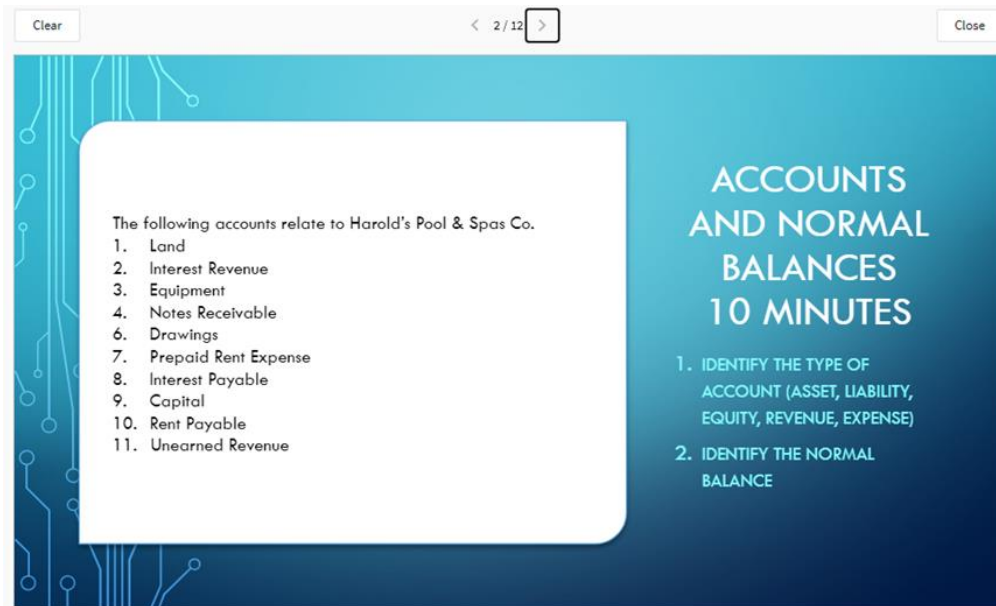 Clear
2 / 12
Close
The following accounts relate to Harold's Pool & Spas Co.
1. Land
2. Interest Revenue
3. Equipment
4. Notes Receivable
6. Drawings
7. Prepaid Rent Expense
8. Interest Payable
9. Capital
10. Rent Payable
11. Unearned Revenue
ACCOUNTS
AND NORMAL
BALANCES
10 MINUTES
1. IDENTIFY THE TYPE OF
ACCOUNT (ASSET, LIABILITY,
EQUITY, REVENUE, EXPENSE)
2. IDENTIFY THE NORMAL
BALANCE